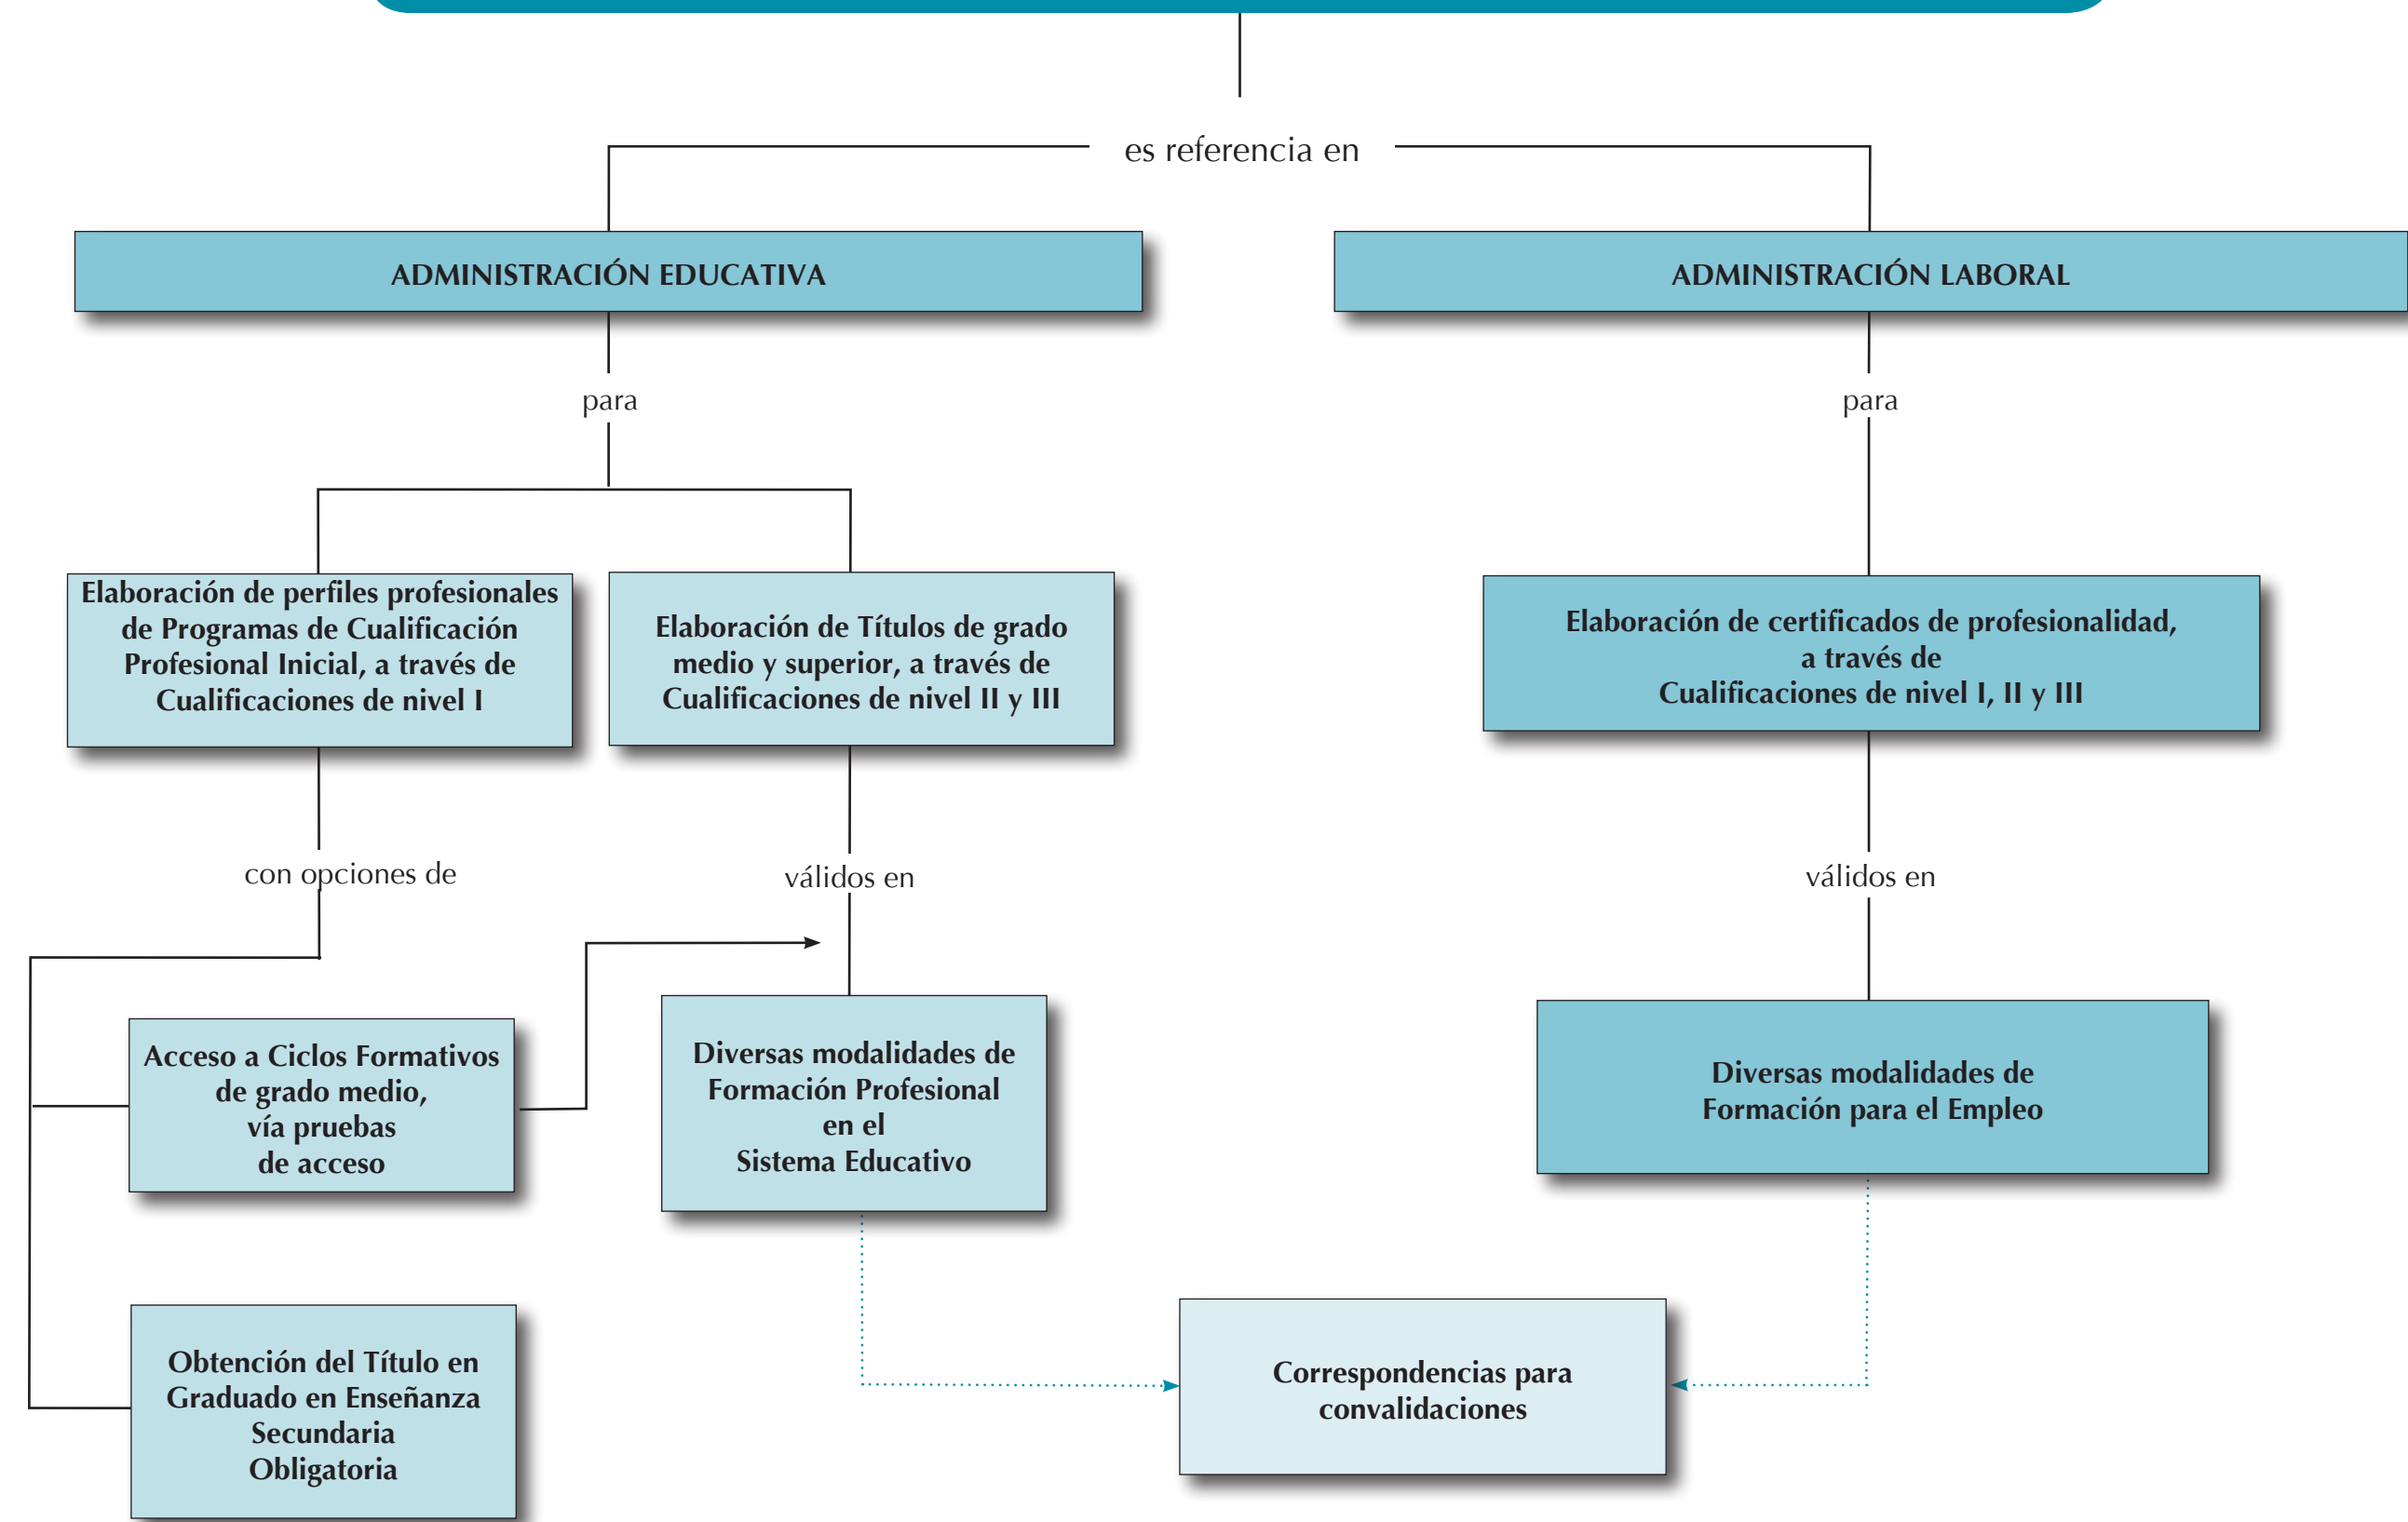 es referencia en
ADMINISTRACIÓN EDUCATIVA
ADMINISTRACIÓN LABORAL
para
para
Elaboración de perfiles profesionales
de Programas de Cualificación
Profesional Inicial, a través de
Cualificaciones de nivel I
Elaboración de Títulos de grado
medio y superior, a través de
Cualificaciones de nivel II y III
Elaboración de certificados de profesionalidad,
a través de
Cualificaciones de nivel I, II y III
con opciones de
válidos en
válidos en
Acceso a Ciclos Formativos
de grado medio,
vía pruebas
de acceso
Diversas modalidades de
Formación Profesional
en el
Sistema Educativo
Diversas modalidades de
Formación para el Empleo
Obtención del Título en
Graduado en Enseñanza
Secundaria
Obligatoria
Correspondencias para
convalidaciones